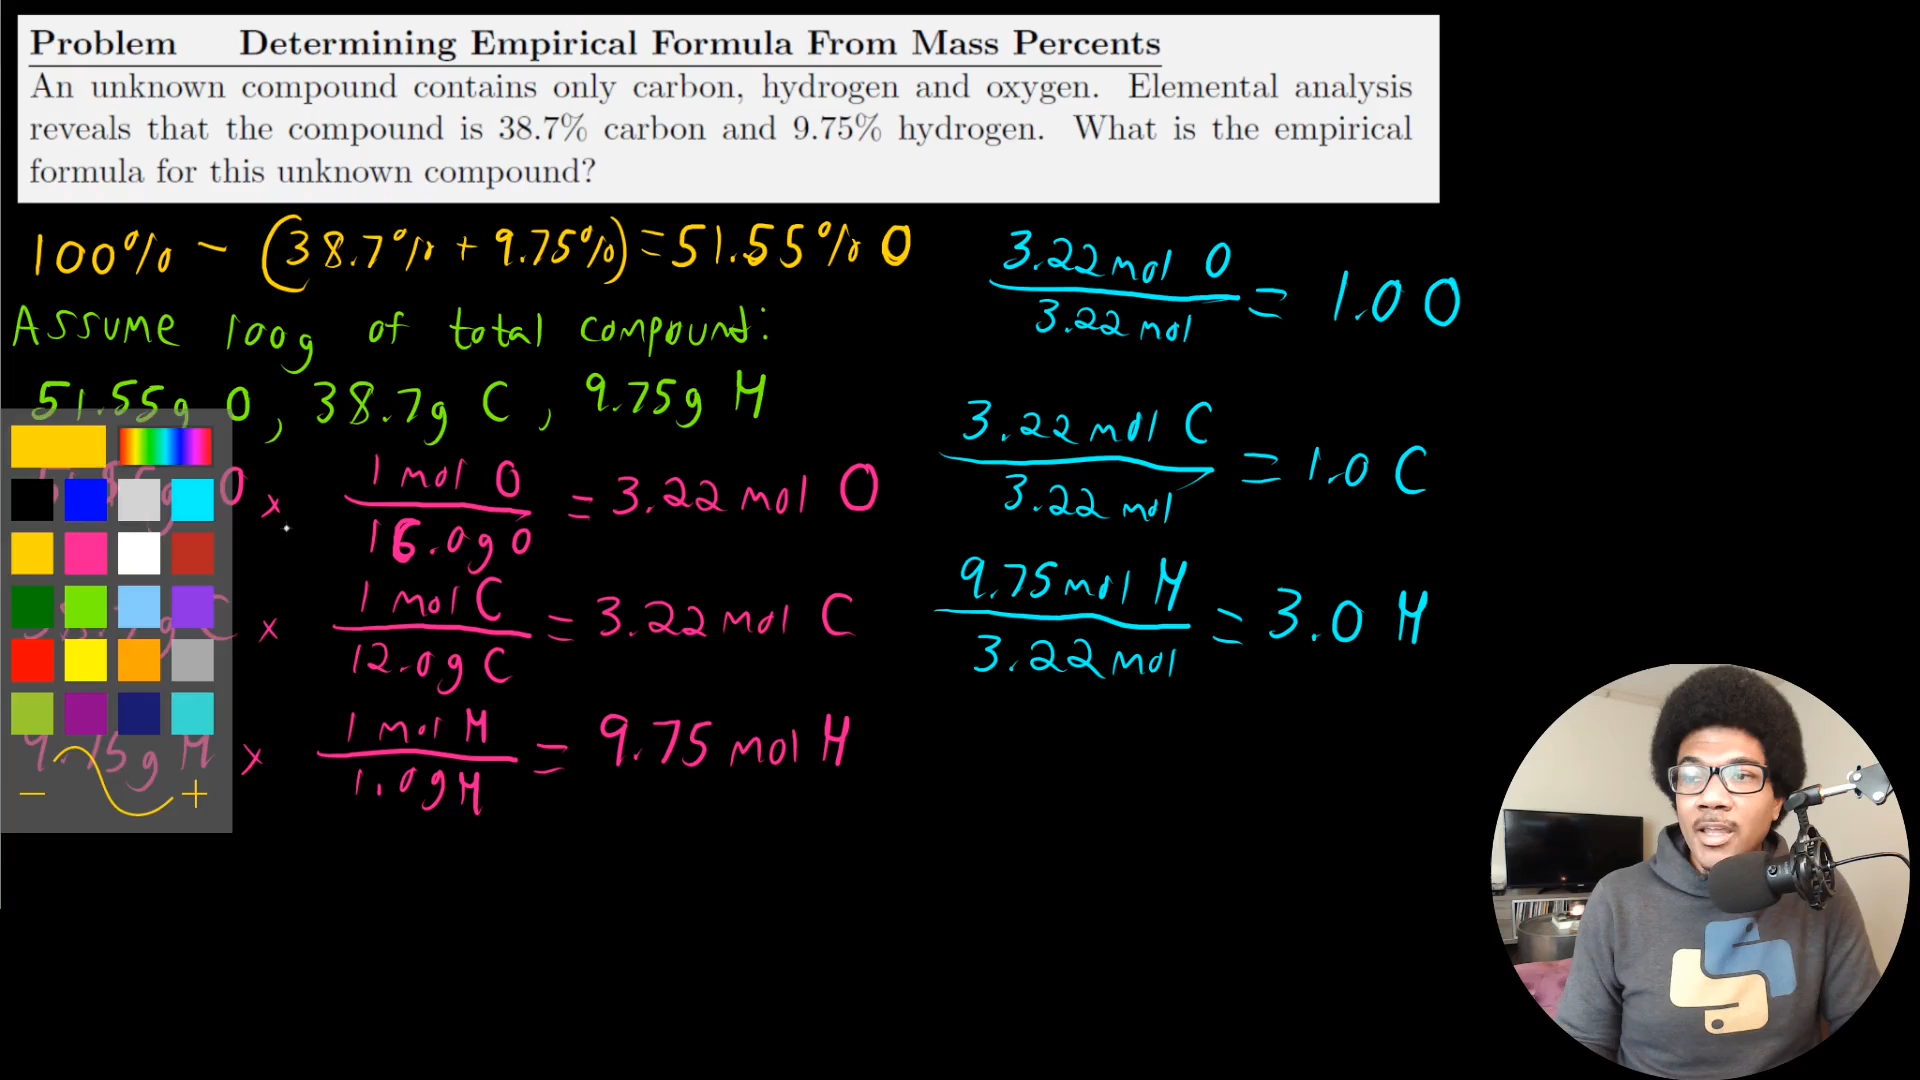 Problem Determining Empirical Formula From Mass Percents
An unknown compound contains only carbon, hydrogen and oxygen. Elemental analysis
reveals that the compound is 38.7% carbon and 9.75% hydrogen. What is the empirical
formula for this unknown compound?
100% - (38.7% + 9.75%) = 51.55% O
Assume 100g of total compound:
51.55g O, 38.7g C, 9.75g H
O × 1 mol O / 16.0g O = 3.22 mol O
C × 1 mol C / 12.0g C = 3.22 mol C
9.75g H × 1 mol H / 1.0g H = 9.75 mol H
3.22 mol O / 3.22 mol = 1.0 O
3.22 mol C / 3.22 mol = 1.0 C
9.75 mol H / 3.22 mol = 3.0 H